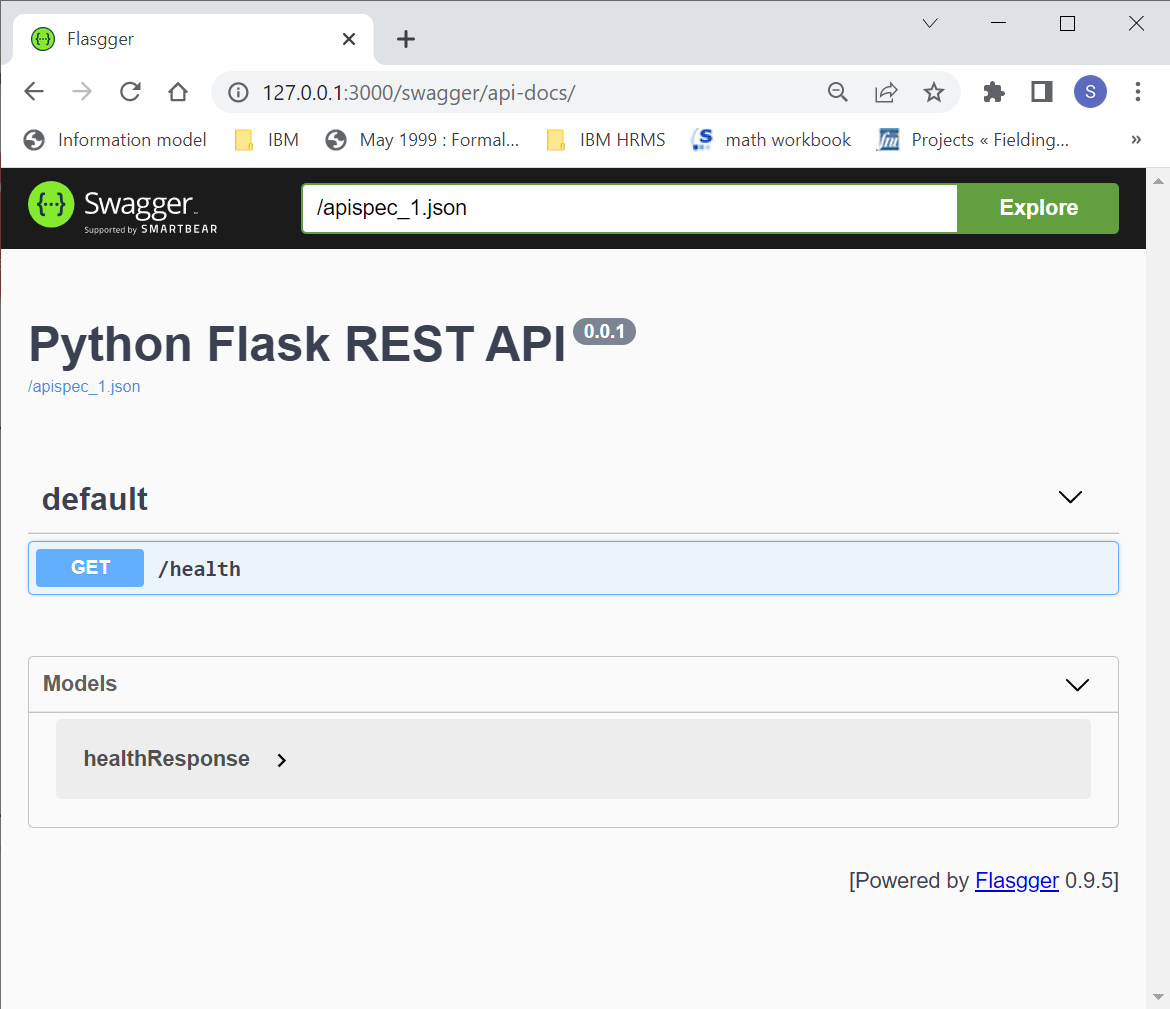 Flasgger
127.0.0.1:3000/swagger/api-docs/
S
Information model IBM May 1999 : Formal... IBM HRMS math workbook Projects « Fielding... »
{··} Swagger™ /apispec_1.json Explore
Supported by SMARTBEAR
Python Flask REST API 0.0.1
/apispec_1.json
default
GET /health
Models
healthResponse
[Powered by Flasgger 0.9.5]